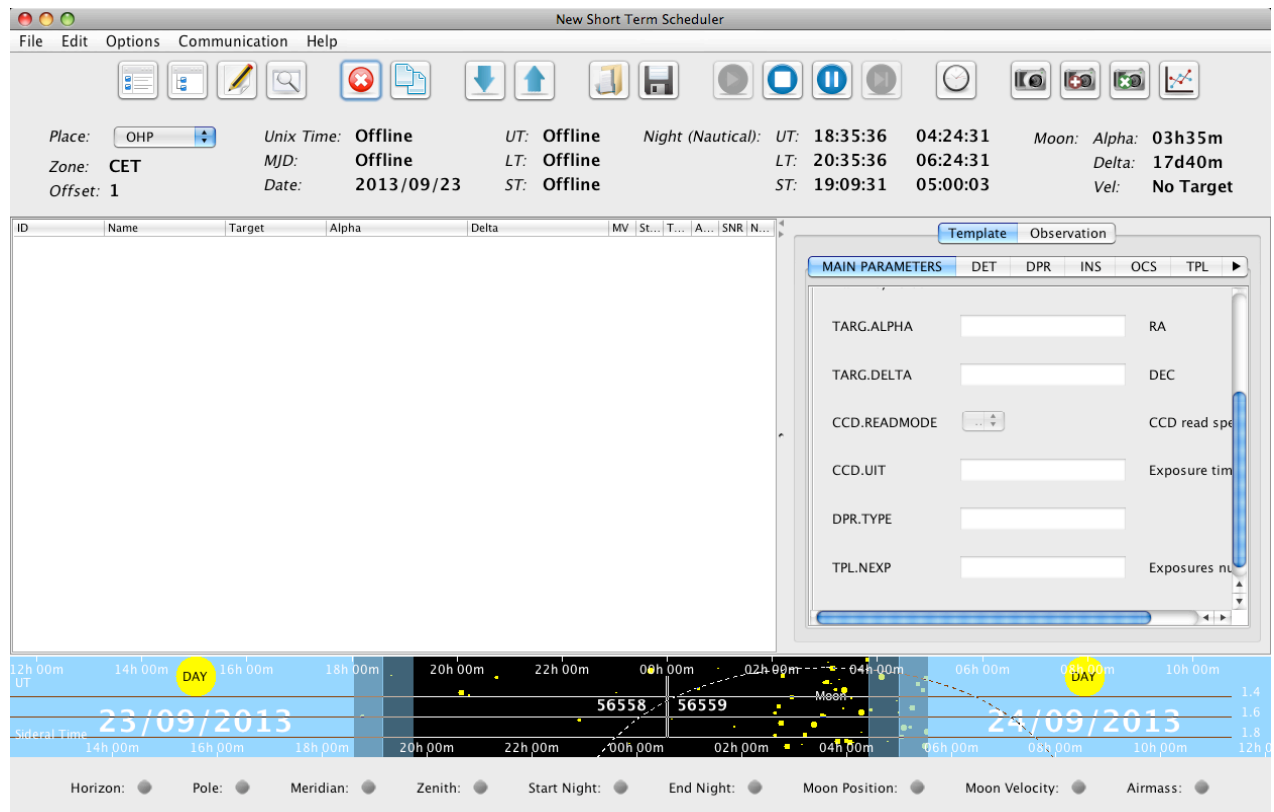 New Short Term Scheduler
File Edit Options Communication Help
Place: OHP Unix Time: Offline UT: Offline Night (Nautical): UT: 18:35:36 04:24:31 Moon: Alpha: 03h35m
Zone: CET MJD: Offline LT: Offline LT: 20:35:36 06:24:31 Delta: 17d40m
Offset: 1 Date: 2013/09/23 ST: Offline ST: 19:09:31 05:00:03 Vel: No Target
ID Name Target Alpha Delta MV St... T... A... SNR N...
Template Observation
MAIN PARAMETERS DET DPR INS OCS TPL
TARG.ALPHA RA
TARG.DELTA DEC
CCD.READMODE ... CCD read spe
CCD.UIT Exposure tim
DPR.TYPE
TPL.NEXP Exposures nu
12h 00m 14h 00m 16h 00m 18h 00m 20h 00m 22h 00m 00h 00m 02h 00m 04h 00m 06h 00m 08h 00m 10h 00m
UT DAY DAY
Moon 1.4
56558 56559 1.6
23/09/2013 24/09/2013
Sideral Time 1.8
14h 00m 16h 00m 18h 00m 20h 00m 22h 00m 00h 00m 02h 00m 04h 00m 06h 00m 08h 00m 10h 00m 12h 0
Horizon: Pole: Meridian: Zenith: Start Night: End Night: Moon Position: Moon Velocity: Airmass: